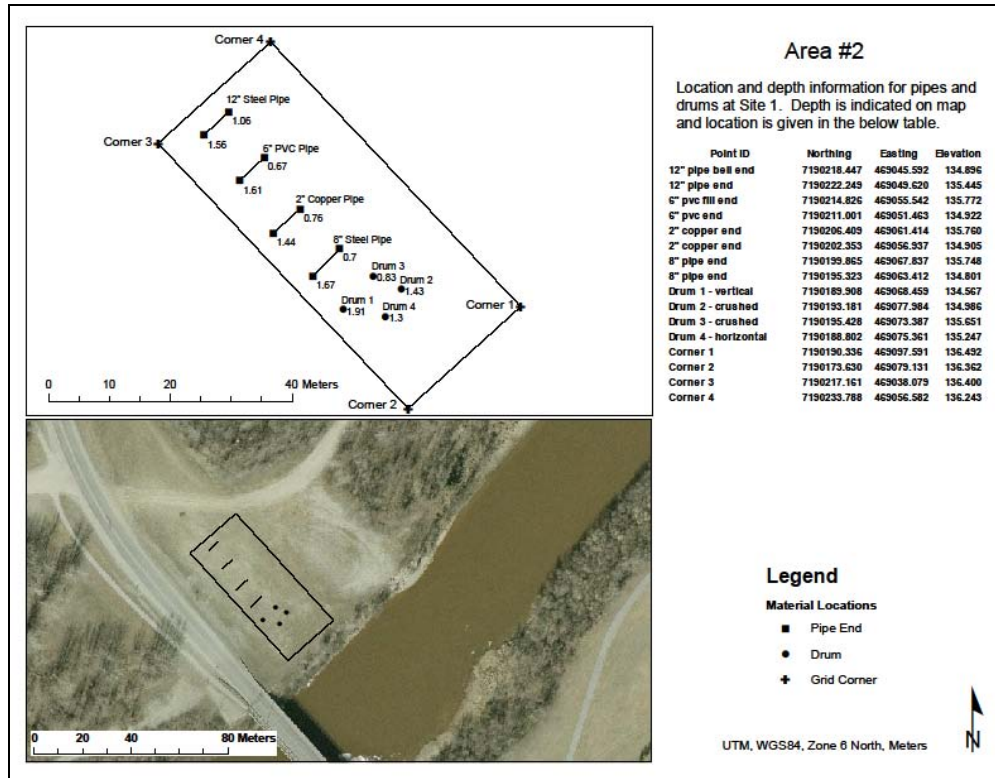 Corner 4
12" Steel Pipe
1.06
Corner 3
1.56
6" PVC Pipe
0.67
1.61
2" Copper Pipe
0.76
1.44
8" Steel Pipe
0.7
Drum 3
0.83
Drum 2
1.67
1.43
Drum 1
Corner 1
1.91
Drum 4
1.3
0 20 40 Meters
Corner 2
Area #2
Location and depth information for pipes and
drums at Site 1. Depth is indicated on map
and location is given in the below table.
Point ID Northing Easting Elevation
12" pipe bell end 7190218.447 469045.592 134.896
12" pipe end 7190222.249 469049.620 135.445
6" pvc fill end 7190214.826 469055.542 135.772
6" pvc end 7190211.001 469051.463 134.922
2" copper end 7190206.409 469061.414 135.760
2" copper end 7190202.353 469056.937 134.905
8" pipe end 7190199.865 469067.837 135.748
8" pipe end 7190195.323 469063.412 134.801
Drum 1 - vertical 7190189.908 469068.459 134.567
Drum 2 - crushed 7190193.181 469077.984 134.986
Drum 3 - crushed 7190195.428 469073.387 135.651
Drum 4 - horizontal 7190188.802 469075.361 135.247
Corner 1 7190190.336 469097.591 136.492
Corner 2 7190173.630 469079.131 136.362
Corner 3 7190217.161 469038.079 136.400
Corner 4 7190233.788 469056.582 136.243
0 20 40 80 Meters
Legend
Material Locations
Pipe End
Drum
Grid Corner
UTM, WGS84, Zone 6 North, Meters
N